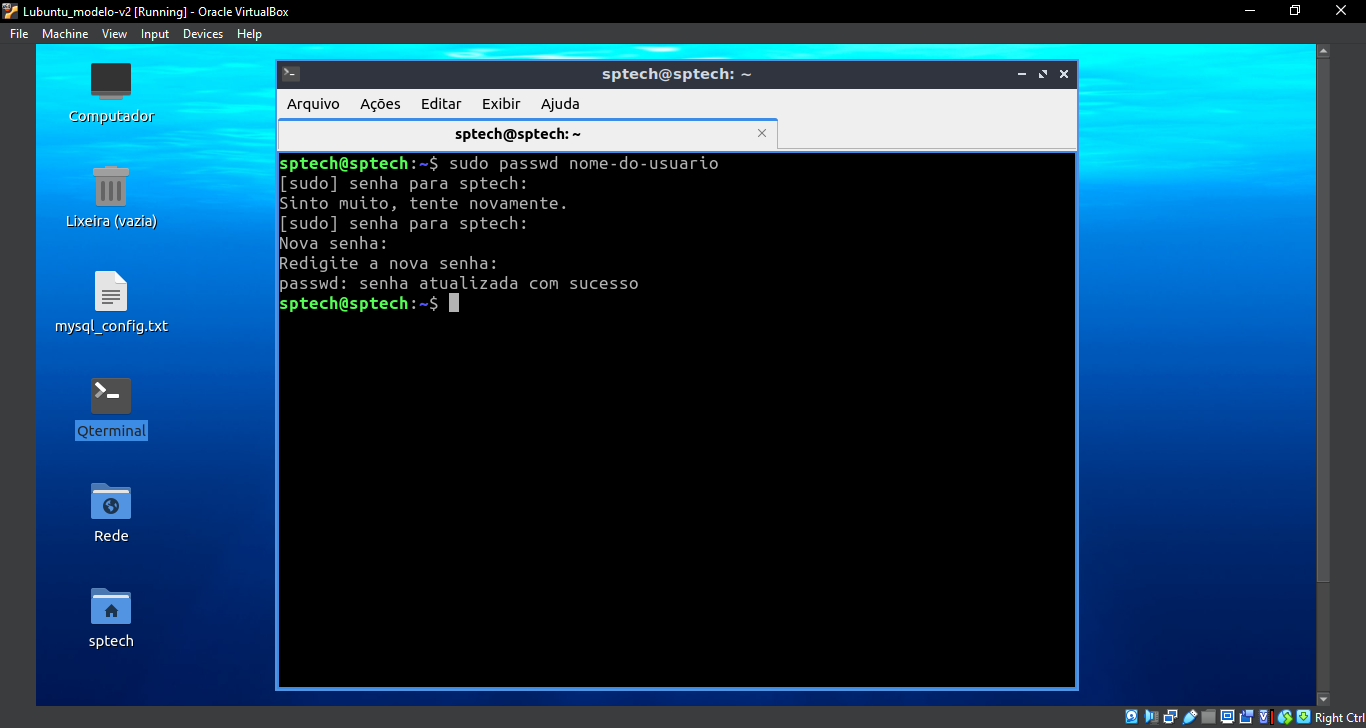 Lubuntu_modelo-v2 [Running] - Oracle VirtualBox
File Machine View Input Devices Help
Computador
Lixeira (vazia)
mysql_config.txt
Qterminal
Rede
sptech
sptech@sptech: ~
Arquivo Ações Editar Exibir Ajuda
sptech@sptech: ~
sptech@sptech:~$ sudo passwd nome-do-usuario
[sudo] senha para sptech:
Sinto muito, tente novamente.
[sudo] senha para sptech:
Nova senha:
Redigite a nova senha:
passwd: senha atualizada com sucesso
sptech@sptech:~$
Right Ctrl